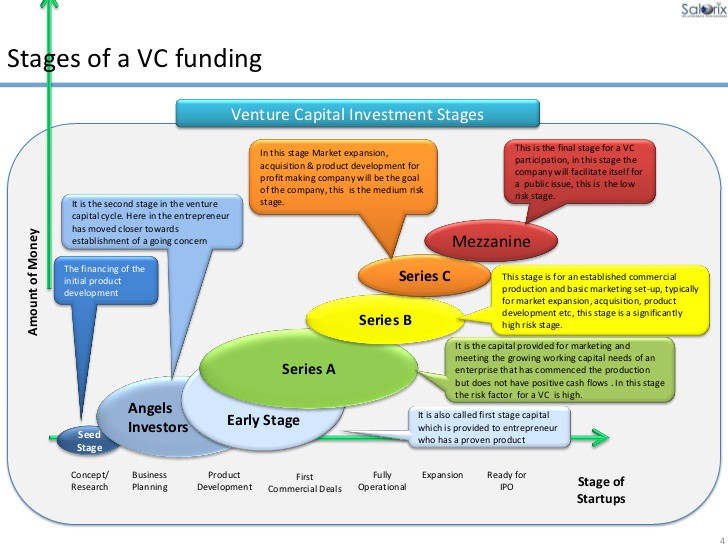 Salorix
Stages of a VC funding
Venture Capital Investment Stages
In this stage Market expansion,
acquisition & product development for
profit making company will be the goal
of the company, this  is the medium risk
stage.
This is the final stage for a VC
participation, in this stage the
company will facilitate itself for
a  public issue, this is  the low
risk stage.
It is the second stage in the venture
capital cycle. Here in the entrepreneur
has moved closer towards
establishment of a going concern
The financing of the
initial product
development
Amount of Money
Mezzanine
Series C
This stage is for an established commercial
production and basic marketing set-up, typically
for market expansion, acquisition, product
development etc, this stage is a significantly
high risk stage.
Series B
It is the capital provided for marketing and
meeting the growing working capital needs of an
enterprise that has commenced the production
but does not have positive cash flows . In this stage
the risk factor  for a VC  is high.
Series A
Angels
Investors
Early Stage
It is also called first stage capital
which is provided to entrepreneur
who has a proven product
Seed
Stage
Concept/
Research
Business
Planning
Product
Development
First
Commercial Deals
Fully
Operational
Expansion
Ready for
IPO
Stage of
Startups
4